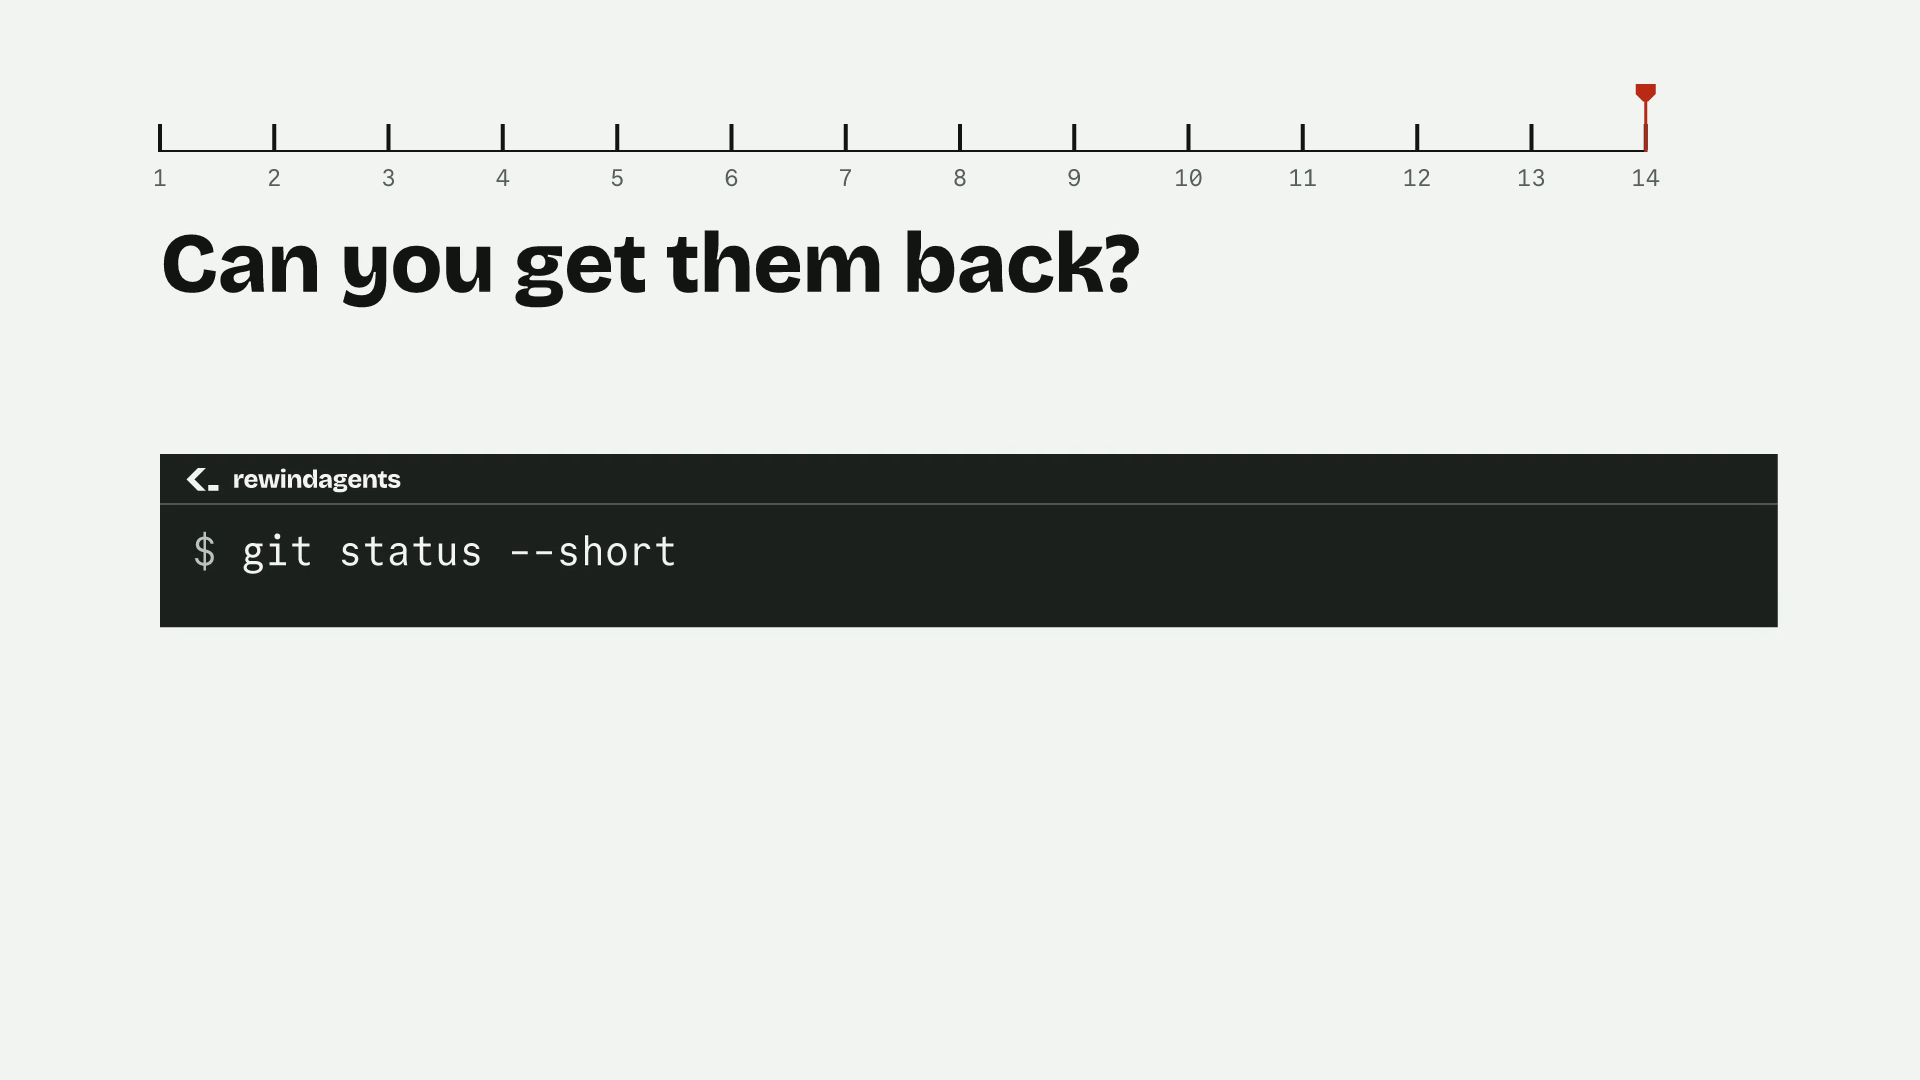 1 2 3 4 5 6 7 8 9 10 11 12 13 14
Can you get them back?
rewindagents
$ git status --short